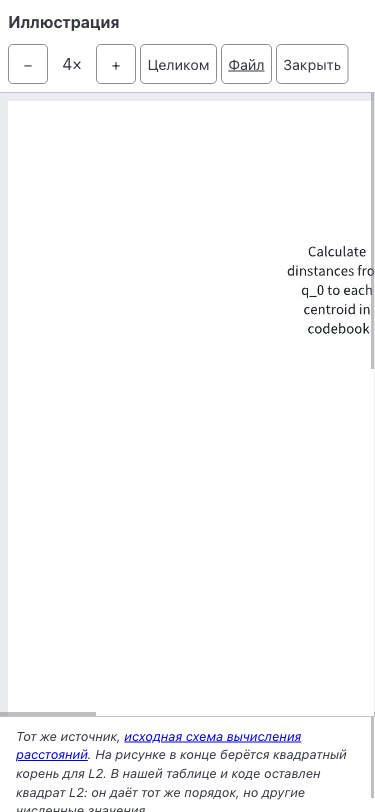 Иллюстрация
− 4× + Целиком Файл Закрыть
Calculate
dinstances fro
q_0 to each
centroid in
codebook
Тот же источник, исходная схема вычисления
расстояний. На рисунке в конце берётся квадратный
корень для L2. В нашей таблице и коде оставлен
квадрат L2: он даёт тот же порядок, но другие
численные значения.